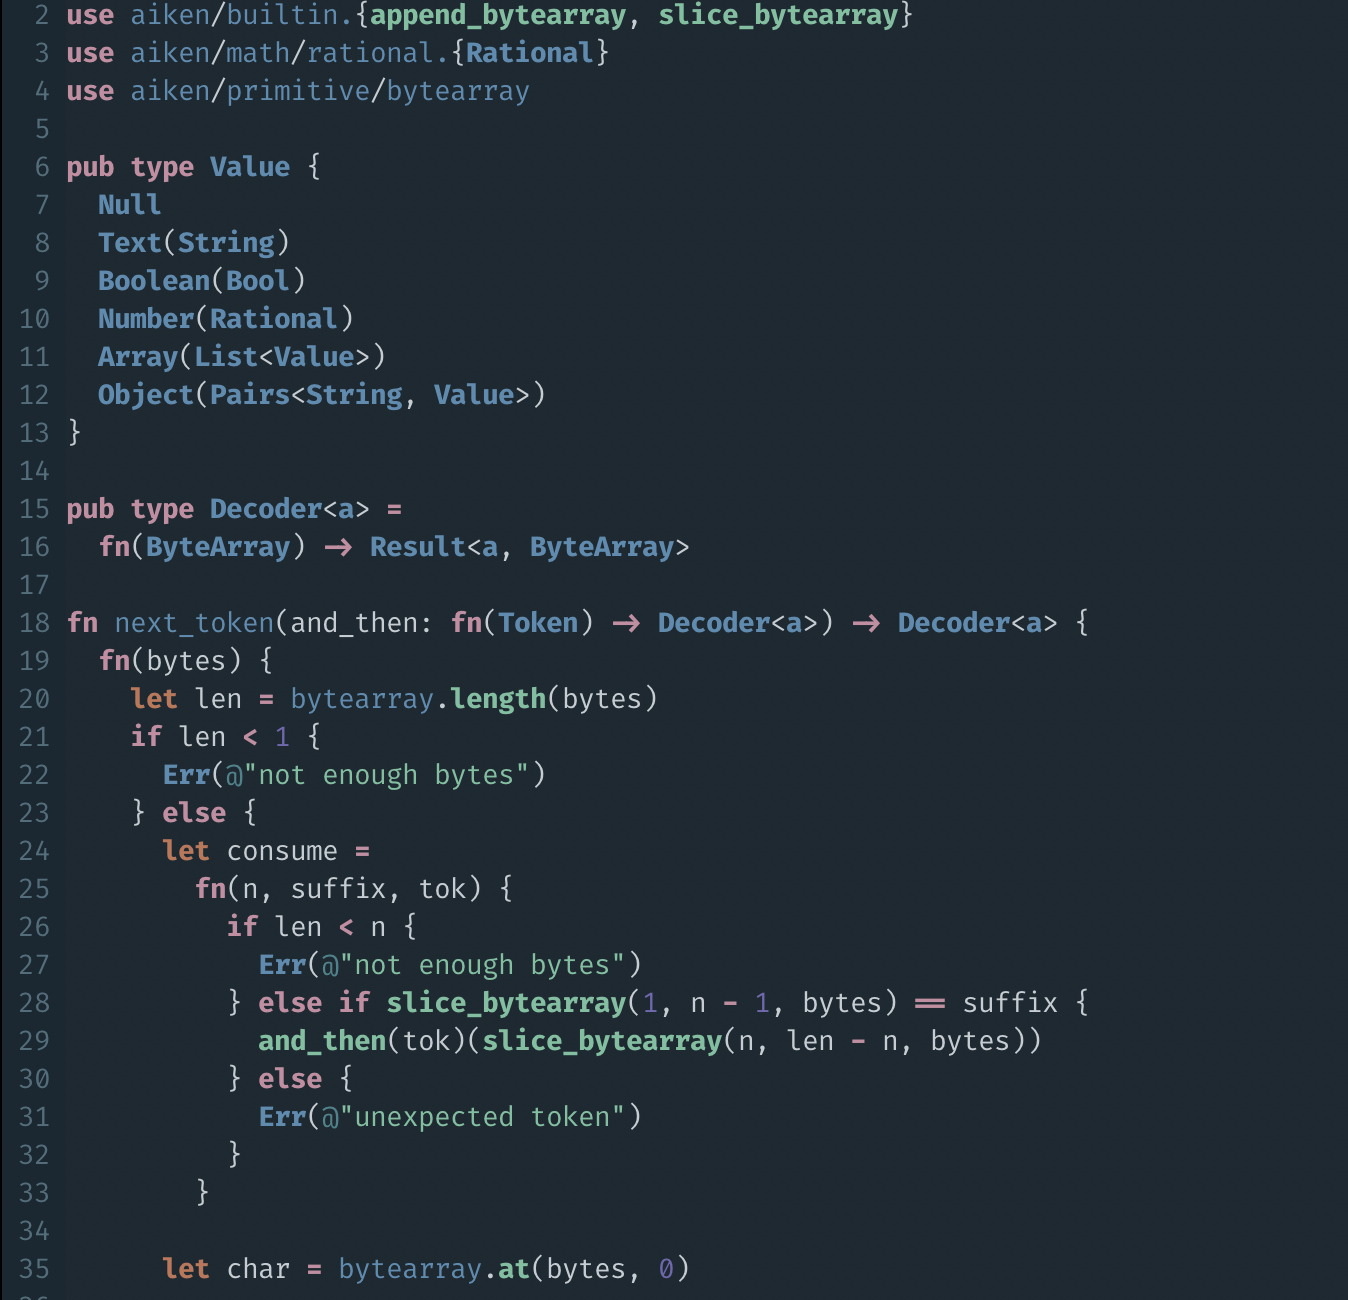 2 use aiken/builtin.{append_bytearray, slice_bytearray}
3 use aiken/math/rational.{Rational}
4 use aiken/primitive/bytearray
5
6 pub type Value {
7   Null
8   Text(String)
9   Boolean(Bool)
10   Number(Rational)
11   Array(List<Value>)
12   Object(Pairs<String, Value>)
13 }
14
15 pub type Decoder<a> =
16   fn(ByteArray) -> Result<a, ByteArray>
17
18 fn next_token(and_then: fn(Token) -> Decoder<a>) -> Decoder<a> {
19   fn(bytes) {
20     let len = bytearray.length(bytes)
21     if len < 1 {
22       Err(@"not enough bytes")
23     } else {
24       let consume =
25         fn(n, suffix, tok) {
26           if len < n {
27             Err(@"not enough bytes")
28           } else if slice_bytearray(1, n - 1, bytes) == suffix {
29             and_then(tok)(slice_bytearray(n, len - n, bytes))
30           } else {
31             Err(@"unexpected token")
32           }
33         }
34
35       let char = bytearray.at(bytes, 0)